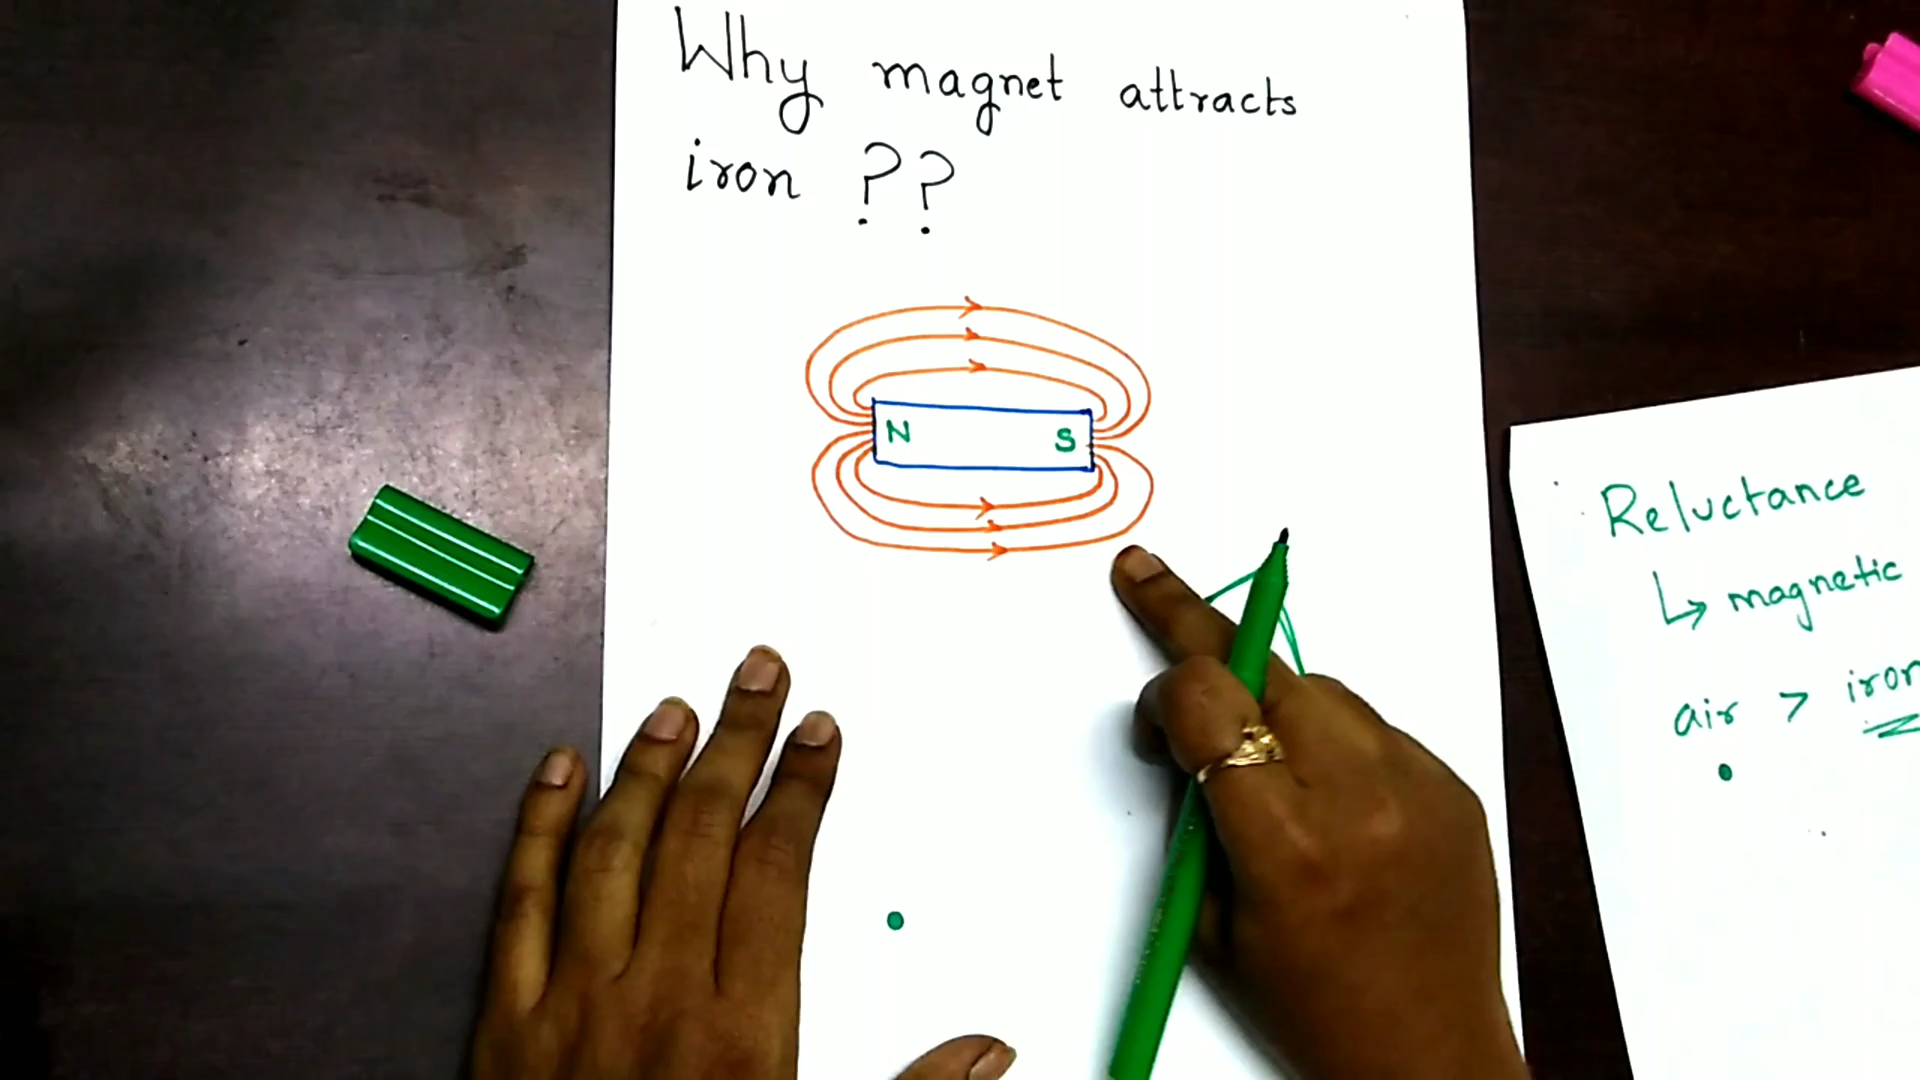 Why magnet attracts
iron ??
N S
Reluctance
↳ magnetic
air > iron